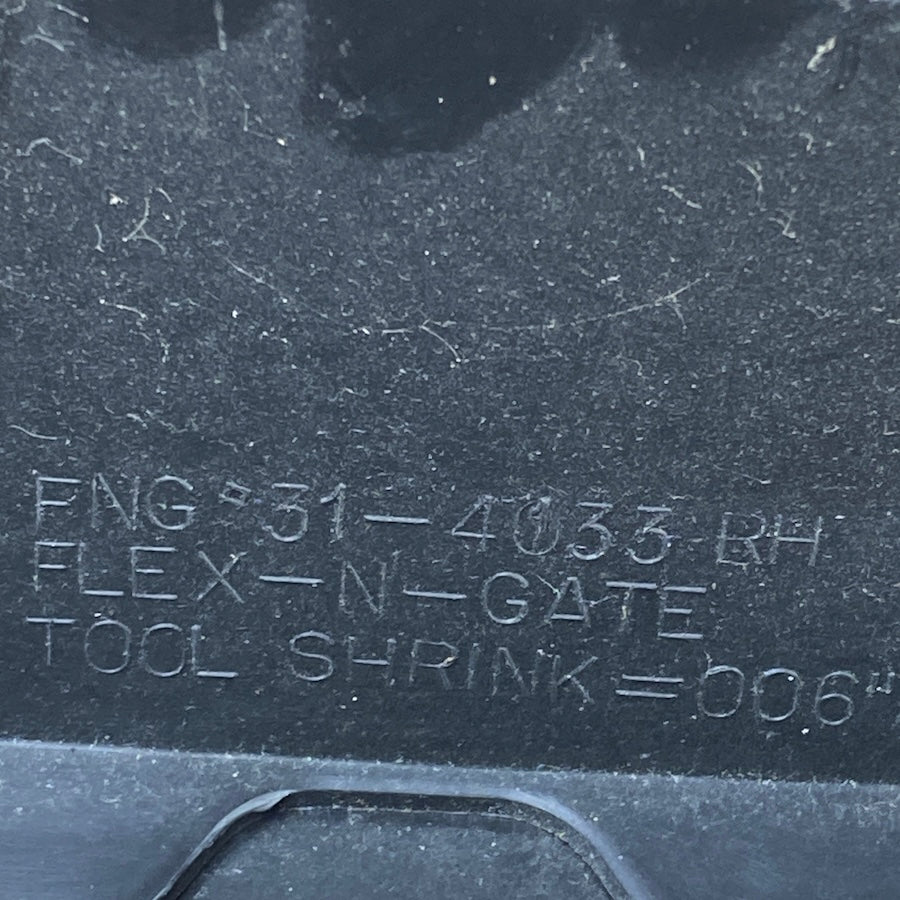 FNG 31-4033 RH
FLEX-N-GATE
TOOL SHRINK=006"